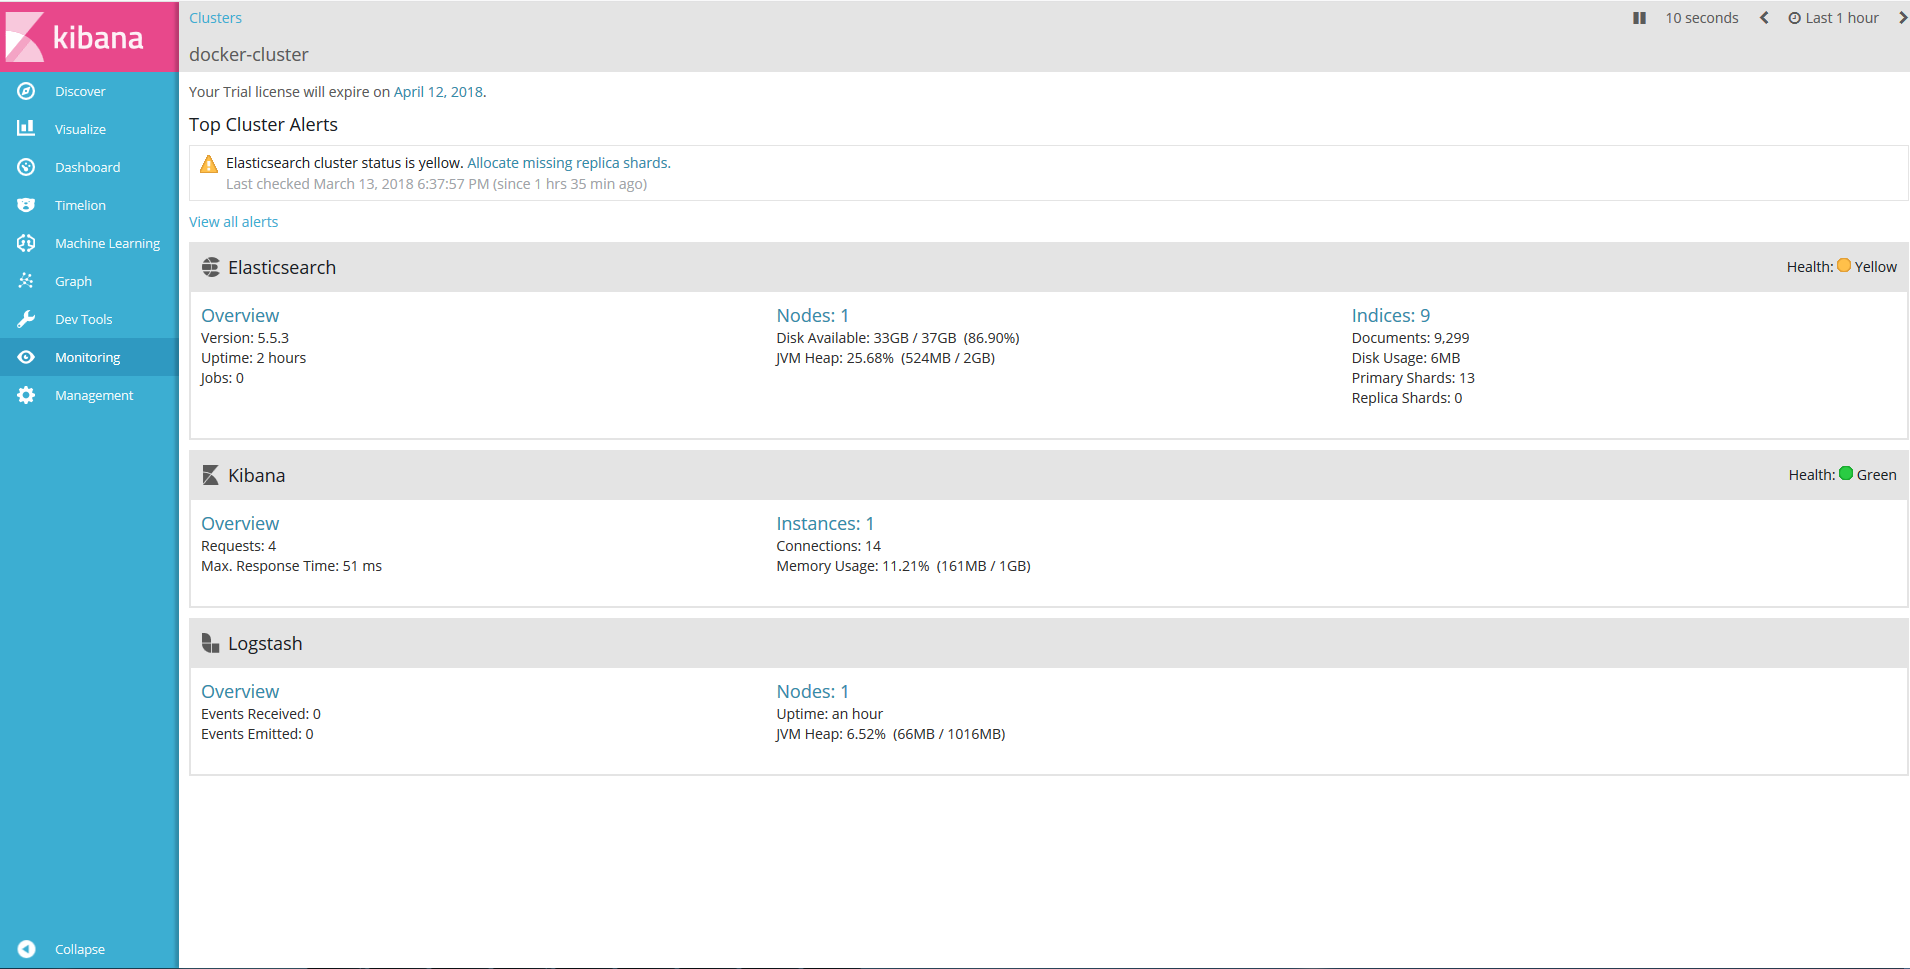 kibana
Discover
Visualize
Dashboard
Timelion
Machine Learning
Graph
Dev Tools
Monitoring
Management
Collapse
Clusters
10 seconds
Last 1 hour
docker-cluster
Your Trial license will expire on April 12, 2018.
Top Cluster Alerts
Elasticsearch cluster status is yellow. Allocate missing replica shards.
Last checked March 13, 2018 6:37:57 PM (since 1 hrs 35 min ago)
View all alerts
Elasticsearch
Health: Yellow
Overview
Version: 5.5.3
Uptime: 2 hours
Jobs: 0
Nodes: 1
Disk Available: 33GB / 37GB (86.90%)
JVM Heap: 25.68% (524MB / 2GB)
Indices: 9
Documents: 9,299
Disk Usage: 6MB
Primary Shards: 13
Replica Shards: 0
Kibana
Health: Green
Overview
Requests: 4
Max. Response Time: 51 ms
Instances: 1
Connections: 14
Memory Usage: 11.21% (161MB / 1GB)
Logstash
Overview
Events Received: 0
Events Emitted: 0
Nodes: 1
Uptime: an hour
JVM Heap: 6.52% (66MB / 1016MB)